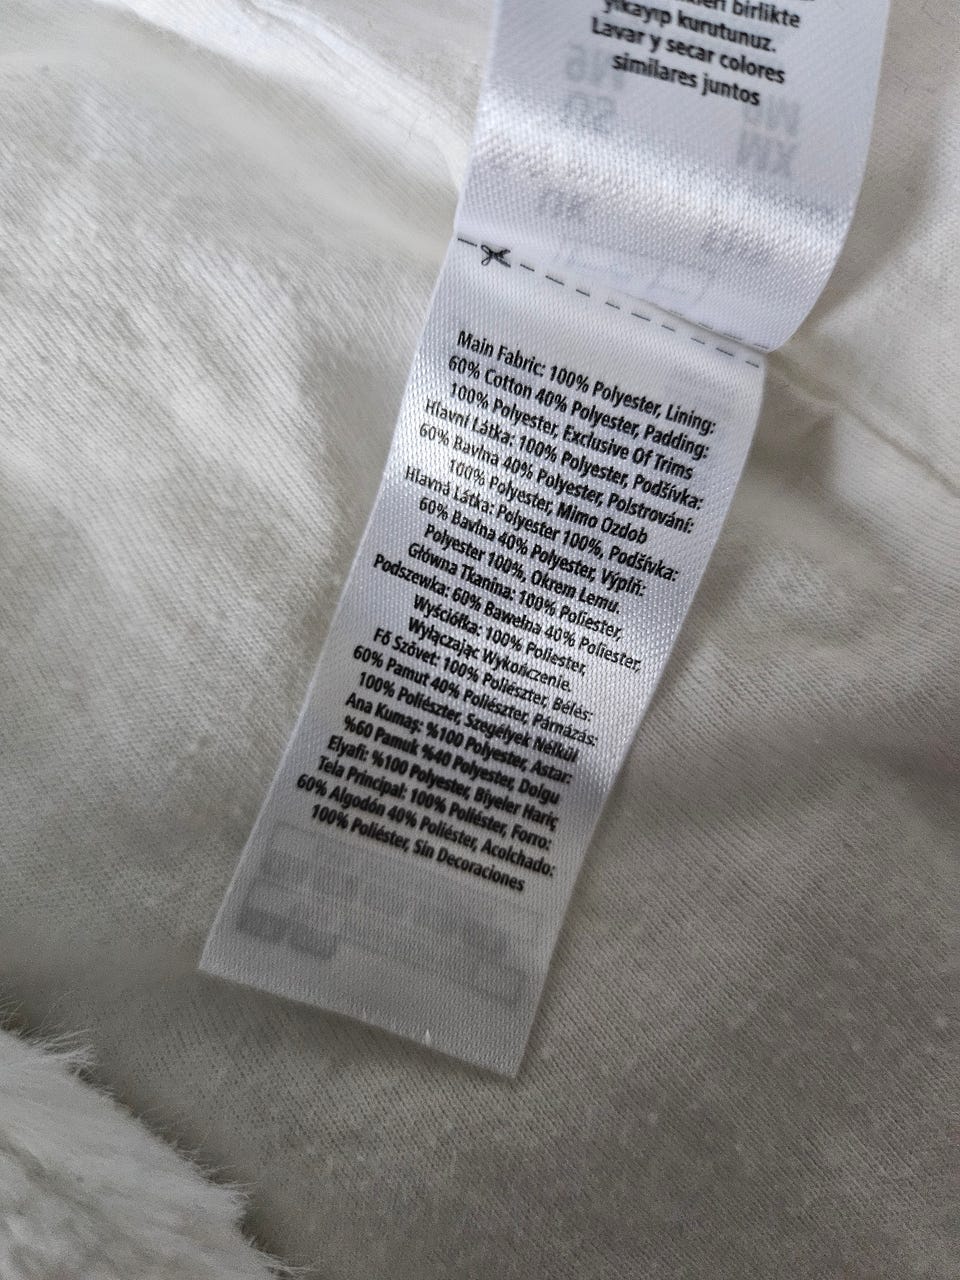 birlikte
yıkayıp kurutunuz.
Lavar y secar colores
similares juntos
Main Fabric: 100% Polyester, Lining:
60% Cotton 40% Polyester, Padding:
100% Polyester, Exclusive Of Trims
Hlavní Látka: 100% Polyester, Podšívka:
60% Bavlna 40% Polyester, Polstrování:
100% Polyester, Mimo Ozdob
Hlavná Látka: Polyester 100%, Podšívka:
60% Bavlna 40% Polyester, Výplň:
Polyester 100%, Okrem Lemu.
Główna Tkanina: 100% Poliester,
Podszewka: 60% Bawełna 40% Poliester,
Wyściółka: 100% Poliester,
Wyłączając Wykończenie.
Fő Szövet: 100% Poliészter, Bélés:
60% Pamut 40% Poliészter, Párnázás:
100% Poliészter, Szegélyek Nélkül
Ana Kumaş: %100 Polyester, Astar:
%60 Pamuk %40 Polyester, Dolgu
Elyafı: %100 Polyester, Biyeler Hariç
Tela Principal: 100% Poliéster, Forro:
60% Algodón 40% Poliéster, Acolchado:
100% Poliéster, Sin Decoraciones